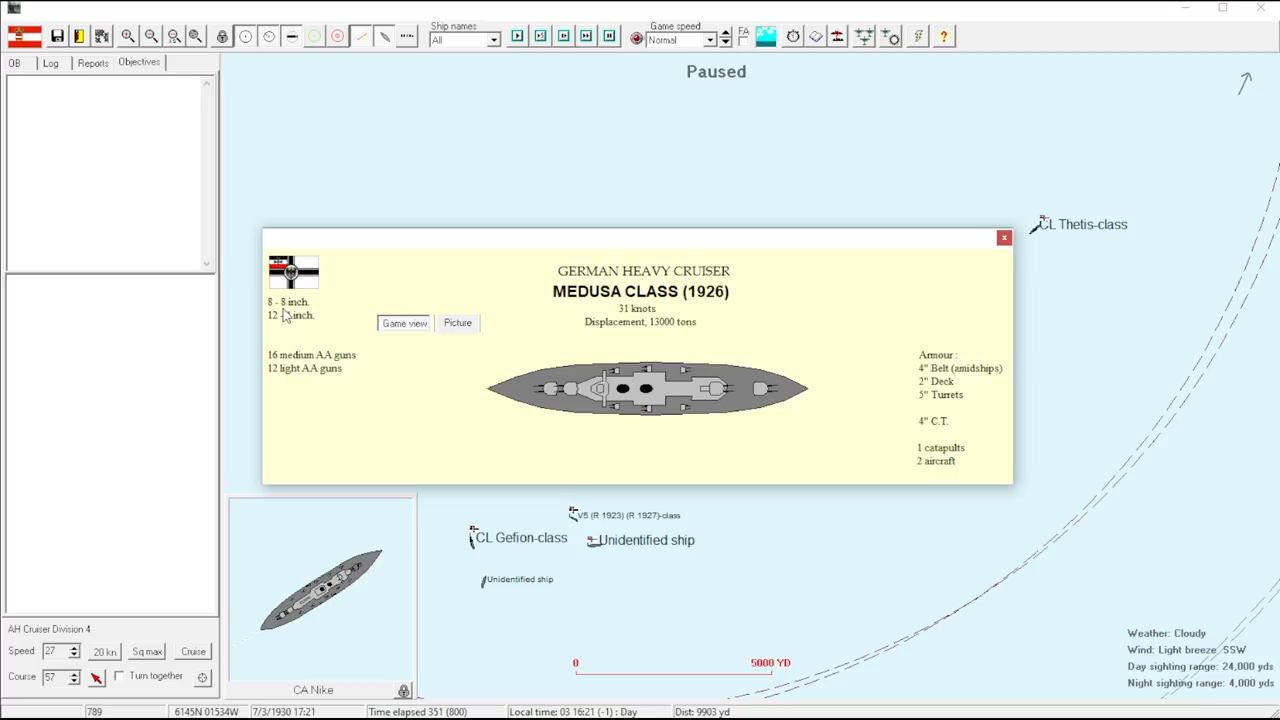 Ship names
Game speed
All
Normal
FA
OB
Log
Reports
Objectives
Paused
CL Thetis-class
GERMAN HEAVY CRUISER
MEDUSA CLASS (1926)
31 knots
Displacement, 13000 tons
8 - 8 inch.
12 - inch.
Game view
Picture
16 medium AA guns
12 light AA guns
Armour :
4" Belt (amidships)
2" Deck
5" Turrets
4" C.T.
1 catapults
2 aircraft
V5 (R 1923) (R 1927)-class
CL Gefion-class
Unidentified ship
Unidentified ship
AH Cruiser Division 4
Speed 27 20 kn Sq max Cruise
Course 57 Turn together
CA Nike
0 5000 YD
Weather: Cloudy
Wind: Light breeze SSW
Day sighting range: 24,000 yds
Night sighting range: 4,000 yds
789 6145N 01534W 7/3/1930 17:21 Time elapsed 351 (800) Local time: 03 16:21 (-1) : Day Dist: 9903 yd